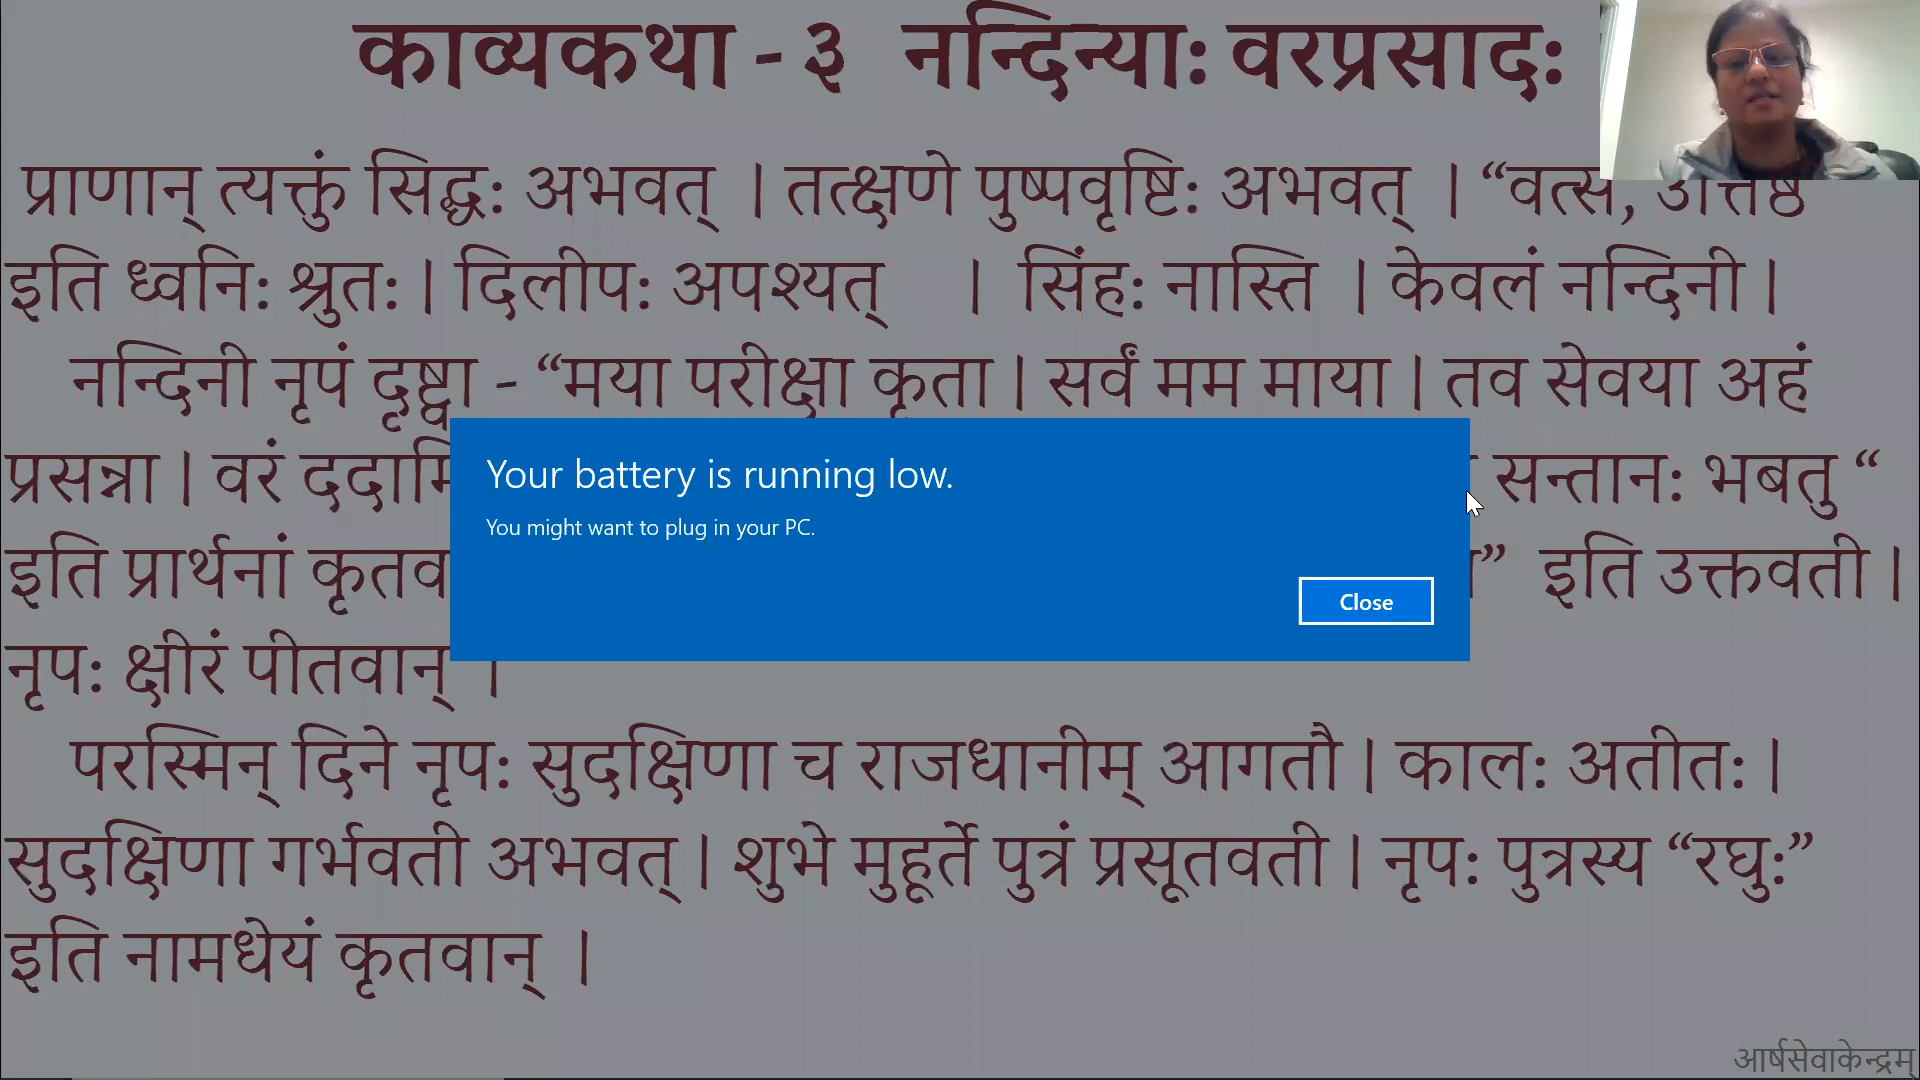 काव्यकथा - ३ नन्दिन्याः वरप्रसादः
प्राणान् त्यक्तुं सिद्धः अभवत् | तत्क्षणे पुष्पवृष्टिः अभवत् | “वत्स,
इति ध्वनिः श्रुतः | दिलीपः अपश्यत् | सिंहः नास्ति | केवलं नन्दिनी |
नन्दिनी नृपं दृष्ट्वा - “मया परीक्षा कृता | सर्वं मम माया | तव सेवया अहं
प्रसन्ना | वरं सन्तानः भबतु “
इति प्रार्थनां इति उक्तवती |
नृपः क्षीरं पीतवान् |
Your battery is running low.
You might want to plug in your PC.
Close
परस्मिन् दिने नृपः सुदक्षिणा च राजधानीम् आगतौ | कालः अतीतः |
सुदक्षिणा गर्भवती अभवत् | शुभे मुहूर्ते पुत्रं प्रसूतवती | नृपः पुत्रस्य “रघुः”
इति नामधेयं कृतवान् |
आर्षसेवाकेन्द्रम्